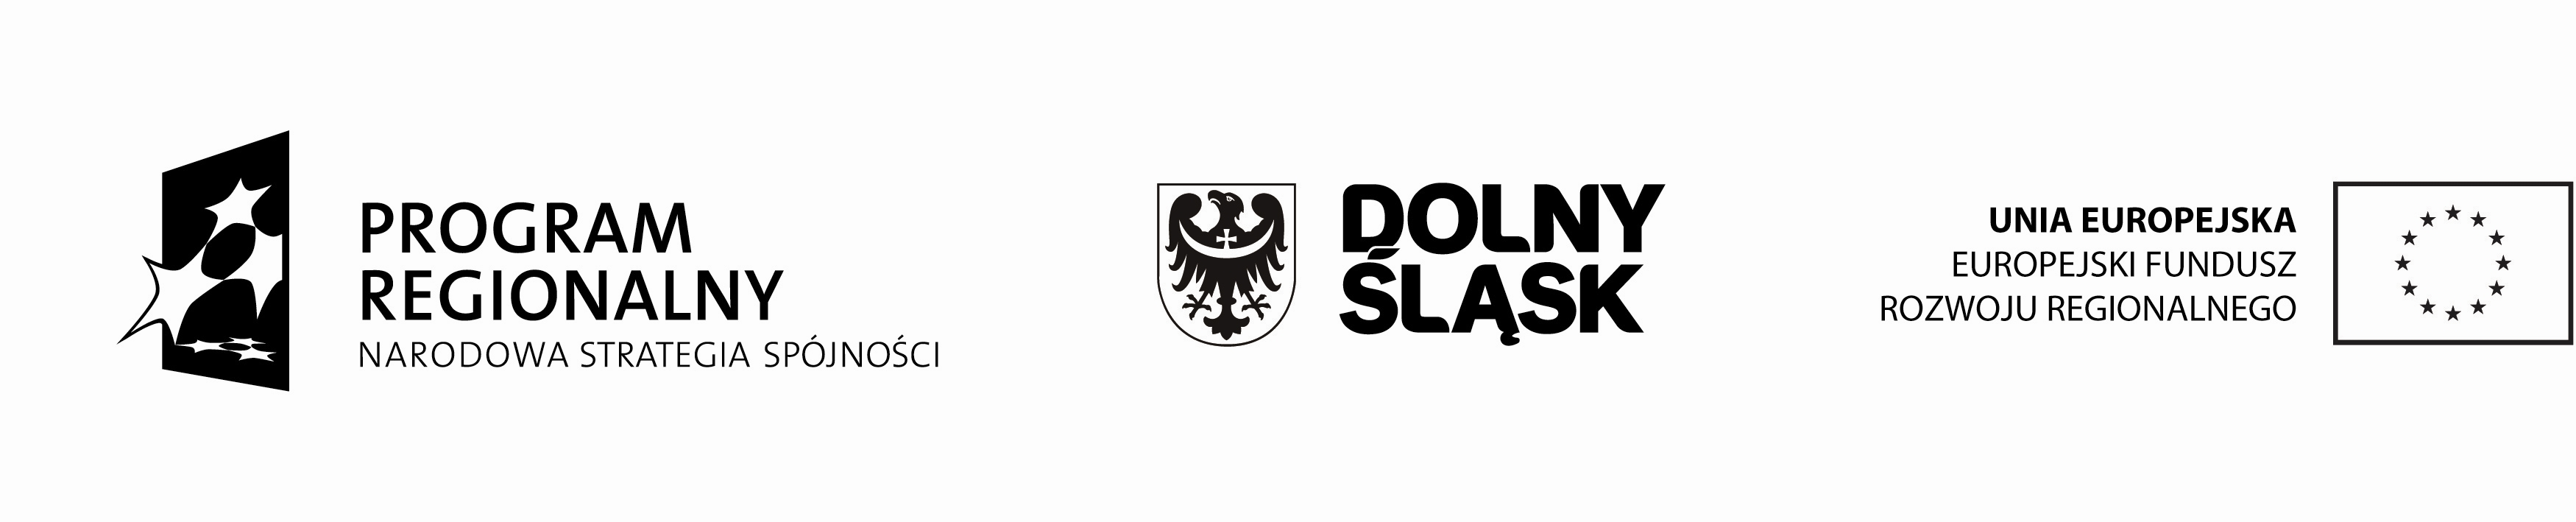 PROGRAM
REGIONALNY
NARODOWA STRATEGIA SPÓJNOŚCI
DOLNY
ŚLĄSK
UNIA EUROPEJSKA
EUROPEJSKI FUNDUSZ
ROZWOJU REGIONALNEGO